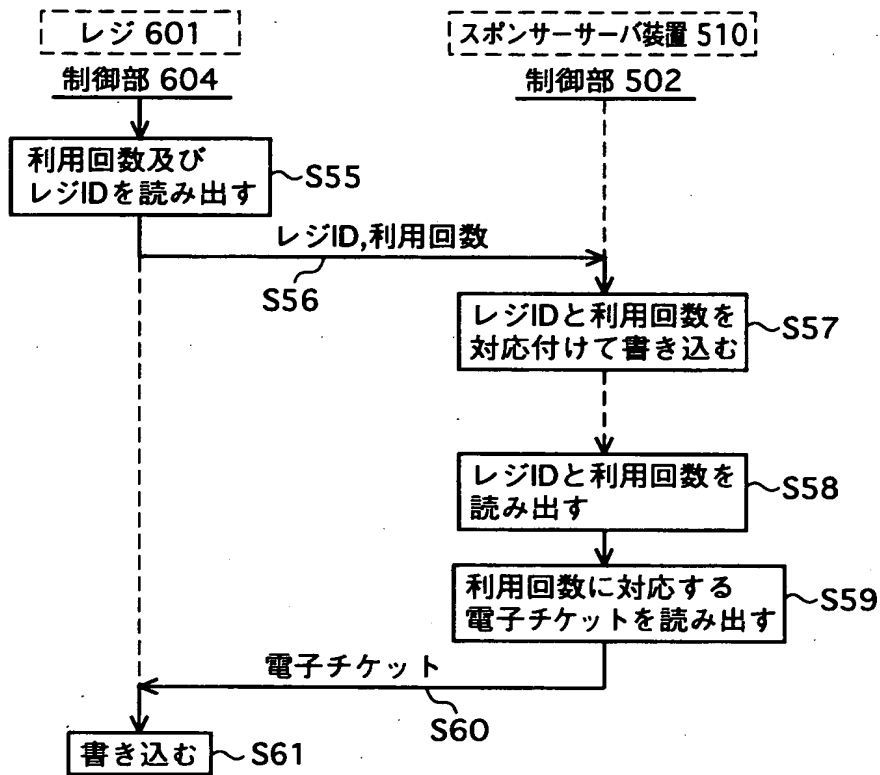 レジ 601
スポンサーサーバ装置 510
制御部 604
制御部 502
利用回数及び
レジIDを読み出す
S55
レジID,利用回数
S56
レジIDと利用回数を
対応付けて書き込む
S57
レジIDと利用回数を
読み出す
S58
利用回数に対応する
電子チケットを読み出す
S59
電子チケット
S60
書き込む
S61